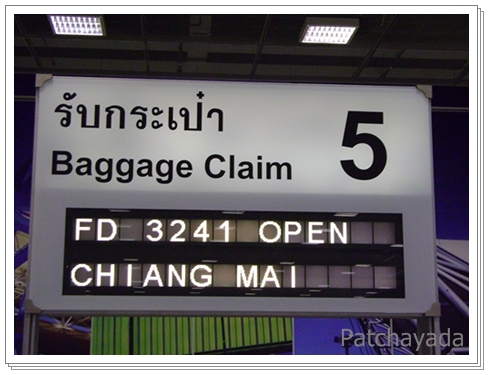 รับกระเป๋า
Baggage Claim
5
FD 3241 OPEN
CHIANG MAI
Patchayada